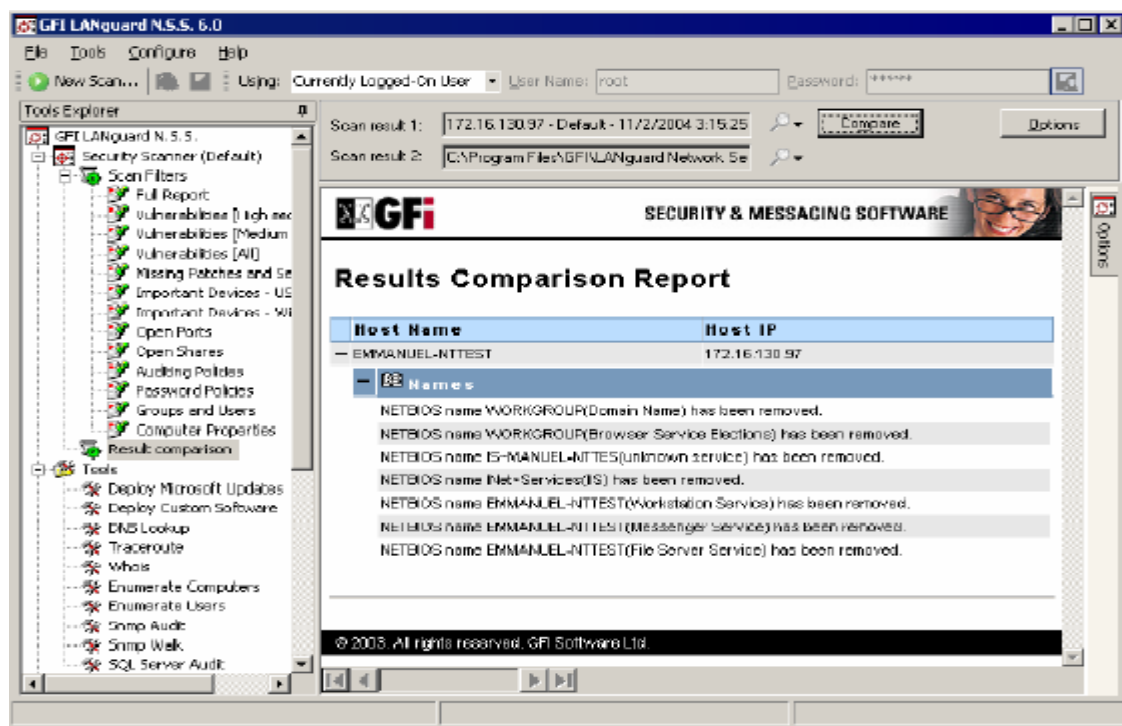 GFI LANguard N.S.S. 6.0
File Tools Configure Help
New Scan... Using: Currently Logged-On User User Name: root Password: ******
Tools Explorer
GFI LANguard N.S.S.
Security Scanner (Default)
Scan Filters
Full Report
Vulnerabilities [High sec
Vulnerabilities [Medium
Vulnerabilities [All]
Missing Patches and Se
Important Devices - US
Important Devices - Wi
Open Ports
Open Shares
Auditing Policies
Password Policies
Groups and Users
Computer Properties
Result comparison
Tools
Deploy Microsoft Updates
Deploy Custom Software
DNS Lookup
Traceroute
Whois
Enumerate Computers
Enumerate Users
Snmp Audit
Snmp Walk
SQL Server Audit
Scan result 1: 172.16.130.97 - Default - 11/2/2004 3:15:25 Compare Options
Scan result 2: C:\Program Files\GFI\LANguard Network Se
GFi SECURITY & MESSAGING SOFTWARE
Options
Results Comparison Report
Host Name Host IP
EMMANUEL-NTTEST 172.16.130.97
Names
NETBIOS name WORKGROUP(Domain Name) has been removed.
NETBIOS name WORKGROUP(Browser Service Elections) has been removed.
NETBIOS name IS~MANUEL-NTTES(unknown service) has been removed.
NETBIOS name INet~Services(IIS) has been removed.
NETBIOS name EMMANUEL-NTTEST(Workstation Service) has been removed.
NETBIOS name EMMANUEL-NTTEST(Messenger Service) has been removed.
NETBIOS name EMMANUEL-NTTEST(File Server Service) has been removed.
© 2003. All rights reserved. GFI Software Ltd.